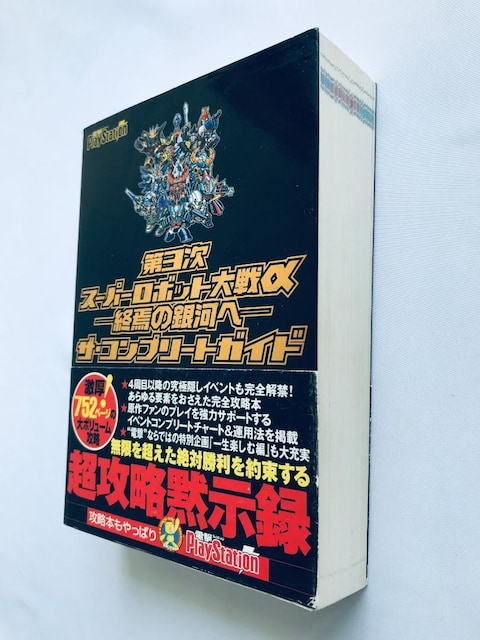 電撃PlayStation
第3次
スーパーロボット大戦α
―終焉の銀河へ―
ザ・コンプリートガイド
激厚
752ページの
大ボリューム
攻略
★4周目以降の究極隠しイベントも完全解禁!
あらゆる要素をおさえた完全攻略本
★原作ファンのプレイを強力サポートする
イベントコンプリートチャート&運用法を掲載
★“電撃”ならではの特別企画「一生楽しむ編」も大充実
無限を超えた絶対勝利を約束する
超攻略黙示録
攻略本もやっぱり
電撃
PlayStation